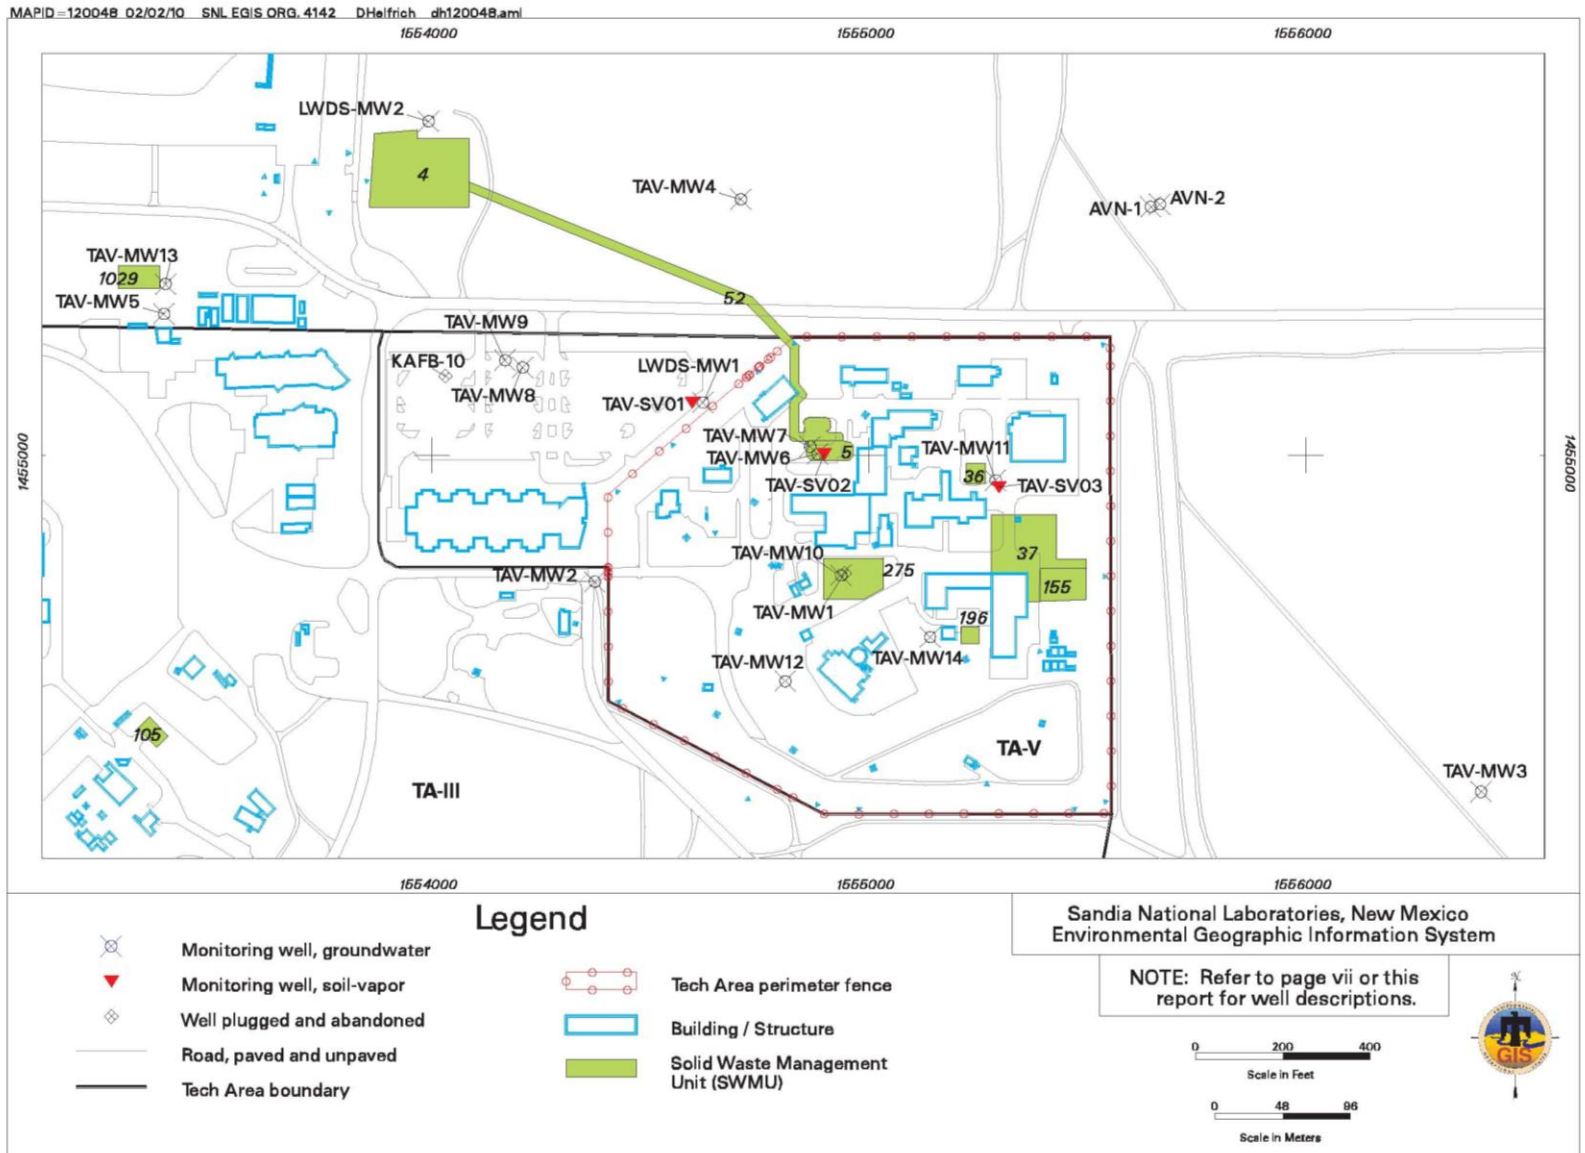 MAPID=120048 02/02/10 SNL EGIS ORG. 4142 DHelfrich dh120048.aml
1554000 1555000 1556000
LWDS-MW2
4
TAV-MW4
AVN-1 AVN-2
TAV-MW13
1029
TAV-MW5
52
TAV-MW9
KAFB-10
LWDS-MW1
TAV-MW8
TAV-SV01
TAV-MW7
TAV-MW6
5
TAV-MW11
1455000
1455000
36
TAV-SV02
TAV-SV03
37
TAV-MW10
275
TAV-MW2
155
TAV-MW1
196
TAV-MW12
TAV-MW14
105
TA-V
TA-III
TAV-MW3
1554000 1555000 1556000
Legend
Monitoring well, groundwater
Monitoring well, soil-vapor
Well plugged and abandoned
Road, paved and unpaved
Tech Area boundary
Tech Area perimeter fence
Building / Structure
Solid Waste Management
Unit (SWMU)
Sandia National Laboratories, New Mexico
Environmental Geographic Information System
NOTE: Refer to page vii or this
report for well descriptions.
0 200 400
Scale in Feet
0 48 96
Scale in Meters
GIS